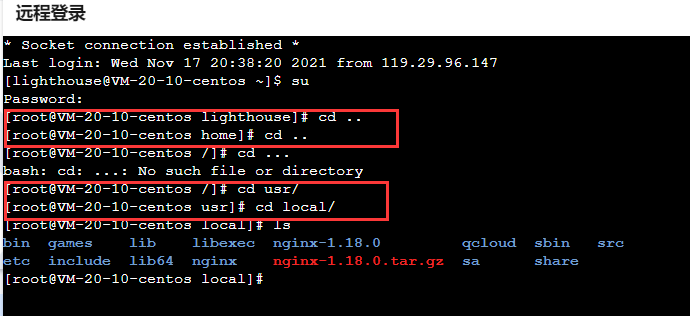 远程登录
* Socket connection established *
Last login: Wed Nov 17 20:38:20 2021 from 119.29.96.147
[lighthouse@VM-20-10-centos ~]$ su
Password:
[root@VM-20-10-centos lighthouse]# cd ..
[root@VM-20-10-centos home]# cd ..
[root@VM-20-10-centos /]# cd ...
bash: cd: ...: No such file or directory
[root@VM-20-10-centos /]# cd usr/
[root@VM-20-10-centos usr]# cd local/
[root@VM-20-10-centos local]# ls
bin games lib libexec nginx-1.18.0 qcloud sbin src
etc include lib64 nginx nginx-1.18.0.tar.gz sa share
[root@VM-20-10-centos local]#